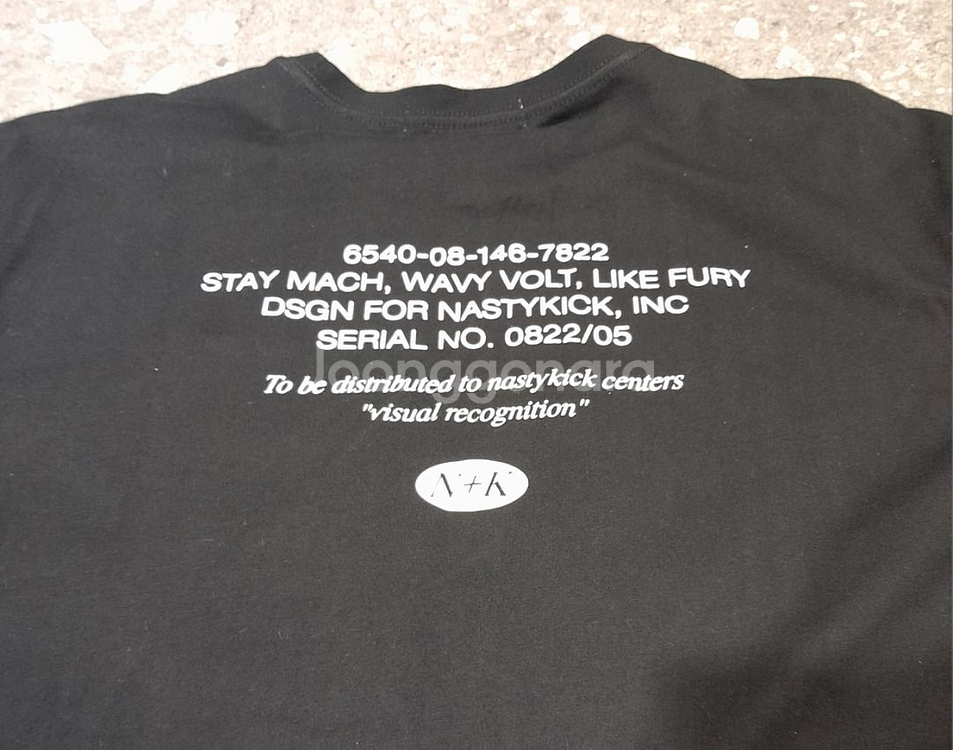 6540-08-146-7822
STAY MACH, WAVY VOLT, LIKE FURY
DSGN FOR NASTYKICK, INC
SERIAL NO. 0822/05
Joonggonara
To be distributed to nastykick centers
"visual recognition"
N+K